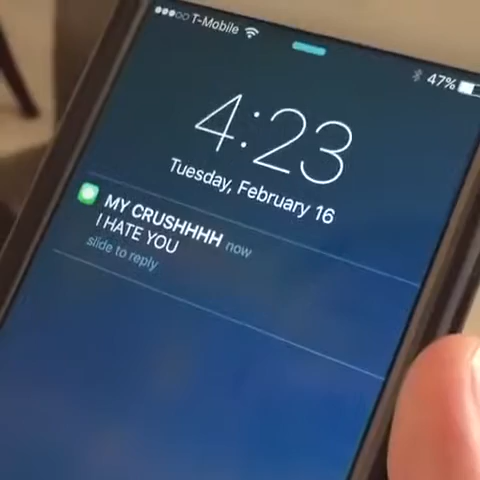 T-Mobile
47%
4:23
Tuesday, February 16
MY CRUSHHHH now
I HATE YOU
slide to reply